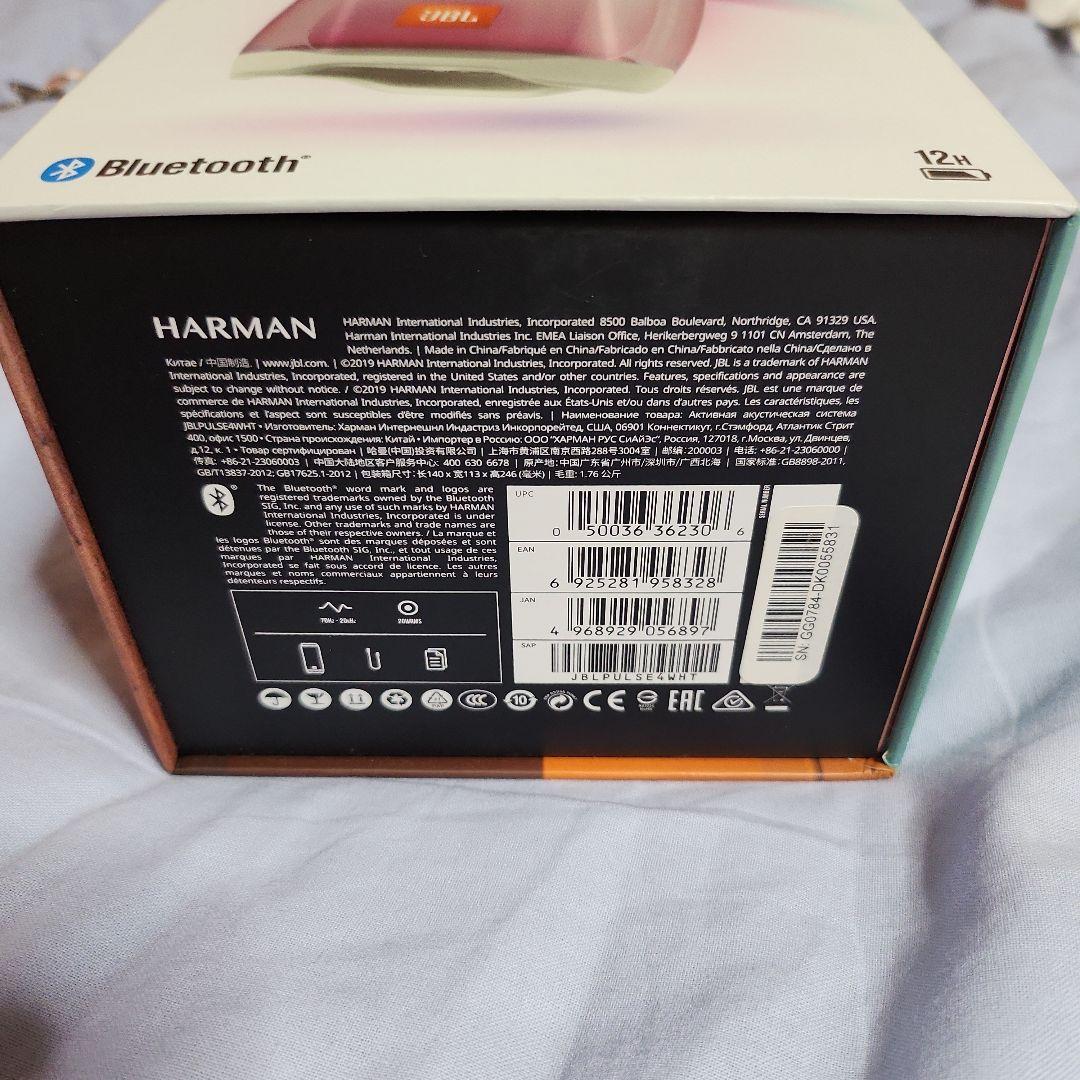 JBL
Bluetooth®
12H
HARMAN
HARMAN International Industries, Incorporated 8500 Balboa Boulevard, Northridge, CA 91329 USA.
Harman International Industries Inc. EMEA Liaison Office, Herikerbergweg 9 1101 CN Amsterdam, The
Netherlands. | Made in China/Fabriqué en China/Fabricado en China/Fabbricato nella China/Сделано в
Китае / 中国制造 | www.jbl.com. | ©2019 HARMAN International Industries, Incorporated. All rights reserved. JBL is a trademark of HARMAN
International Industries, Incorporated, registered in the United States and/or other countries. Features, specifications and appearance are
subject to change without notice. / ©2019 HARMAN International Industries, Incorporated. Tous droits réservés. JBL est une marque de
commerce de HARMAN International Industries, Incorporated, enregistrée aux États-Unis et/ou dans d'autres pays. Les caractéristiques, les
spécifications et l'aspect sont susceptibles d'être modifiés sans préavis. | Наименование товара: Активная акустическая система
JBLPULSE4WHT • Изготовитель: Харман Интернешнл Индастриз Инкорпорейтед, США, 06901 Коннектикут, г.Стэмфорд, Атлантик Стрит
400, офис 1500 • Страна происхождения: Китай • Импортер в Россию: ООО "ХАРМАН РУС СиАйЭс", Россия, 127018, г.Москва, ул. Двинцев,
д.12, к. 1 • Товар сертифицирован | 哈曼(中国)投资有限公司 | 上海市黄浦区南京西路288号3004室 | 邮编: 200003 | 电话: +86-21-23060000 |
传真: +86-21-23060003 | 中国大陆地区客户服务中心: 400 630 6678 | 原产地: 中国广东省广州市/深圳市/广西北海 | 国家标准: GB8898-2011,
GB/T13837-2012; GB17625.1-2012 | 包装箱尺寸: 长140 x 宽113 x 高246 (毫米) | 毛重: 1.76 公斤
The Bluetooth® word mark and logos are
registered trademarks owned by the Bluetooth
SIG, Inc. and any use of such marks by HARMAN
International Industries, Incorporated is under
license. Other trademarks and trade names are
those of their respective owners. / La marque et
les logos Bluetooth® sont des marques déposées et sont
détenues par the Bluetooth SIG, Inc., et tout usage de ces
marques par HARMAN International Industries,
Incorporated se fait sous accord de licence. Les autres
marques et noms commerciaux appartiennent à leurs
détenteurs respectifs.
UPC
0 50036 36230 6
EAN
6 925281 958328
JAN
4 968929 056897
SAP
JBLPULSE4WHT
SERIAL NUMBER
SN: GG0784-DK0055831
70Hz - 20kHz
20WRMS
PAP
CCC
10
CE
EAC